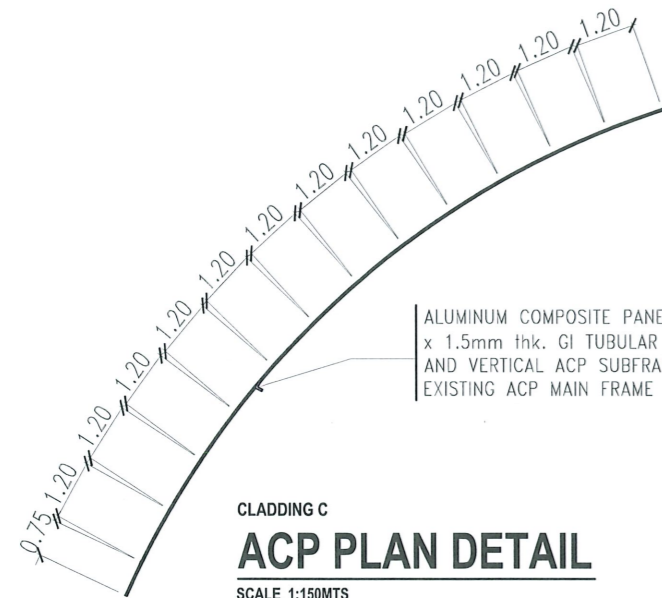 0.75
1.20
1.20
1.20
1.20
1.20
1.20
1.20
1.20
1.20
1.20
1.20
1.20
ALUMINUM COMPOSITE PANE
x 1.5mm thk. GI TUBULAR
AND VERTICAL ACP SUBFRA
EXISTING ACP MAIN FRAME
CLADDING C
ACP PLAN DETAIL
SCALE 1:150MTS